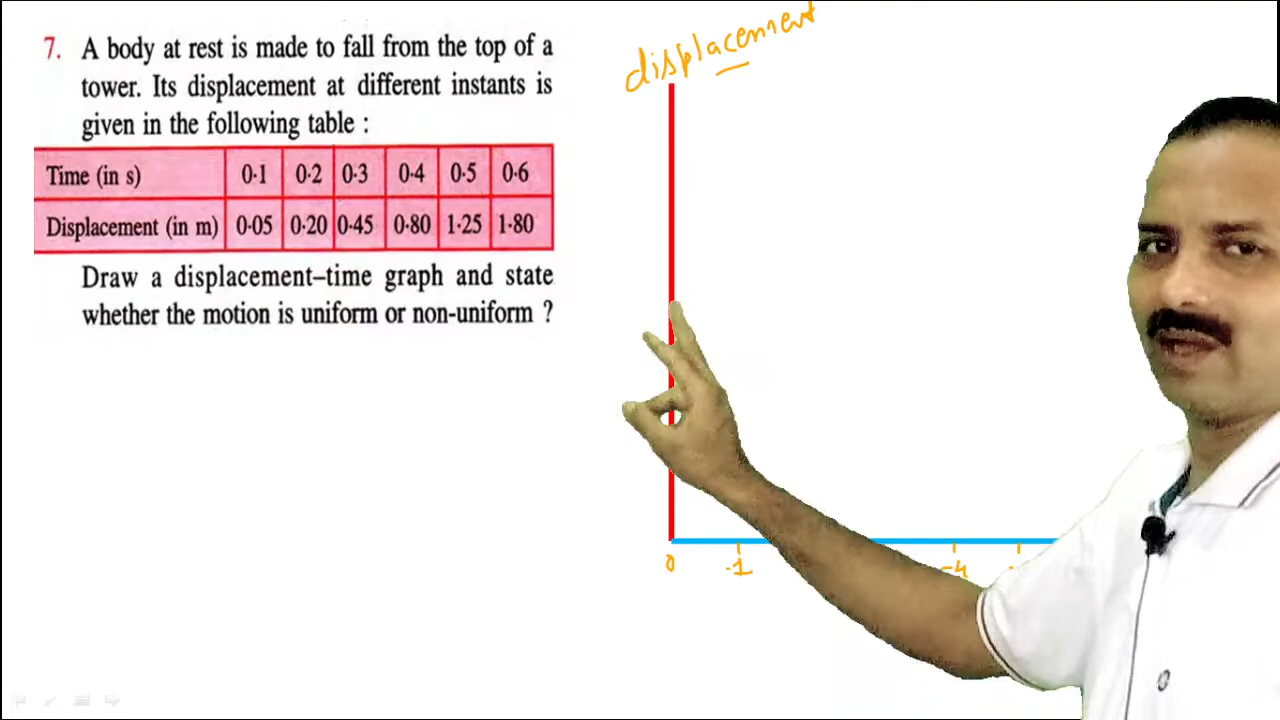 7. A body at rest is made to fall from the top of a
tower. Its displacement at different instants is
given in the following table :
Time (in s) 0·1 0·2 0·3 0·4 0·5 0·6
Displacement (in m) 0·05 0·20 0·45 0·80 1·25 1·80
Draw a displacement–time graph and state
whether the motion is uniform or non-uniform ?
displacement
0 .1 .4